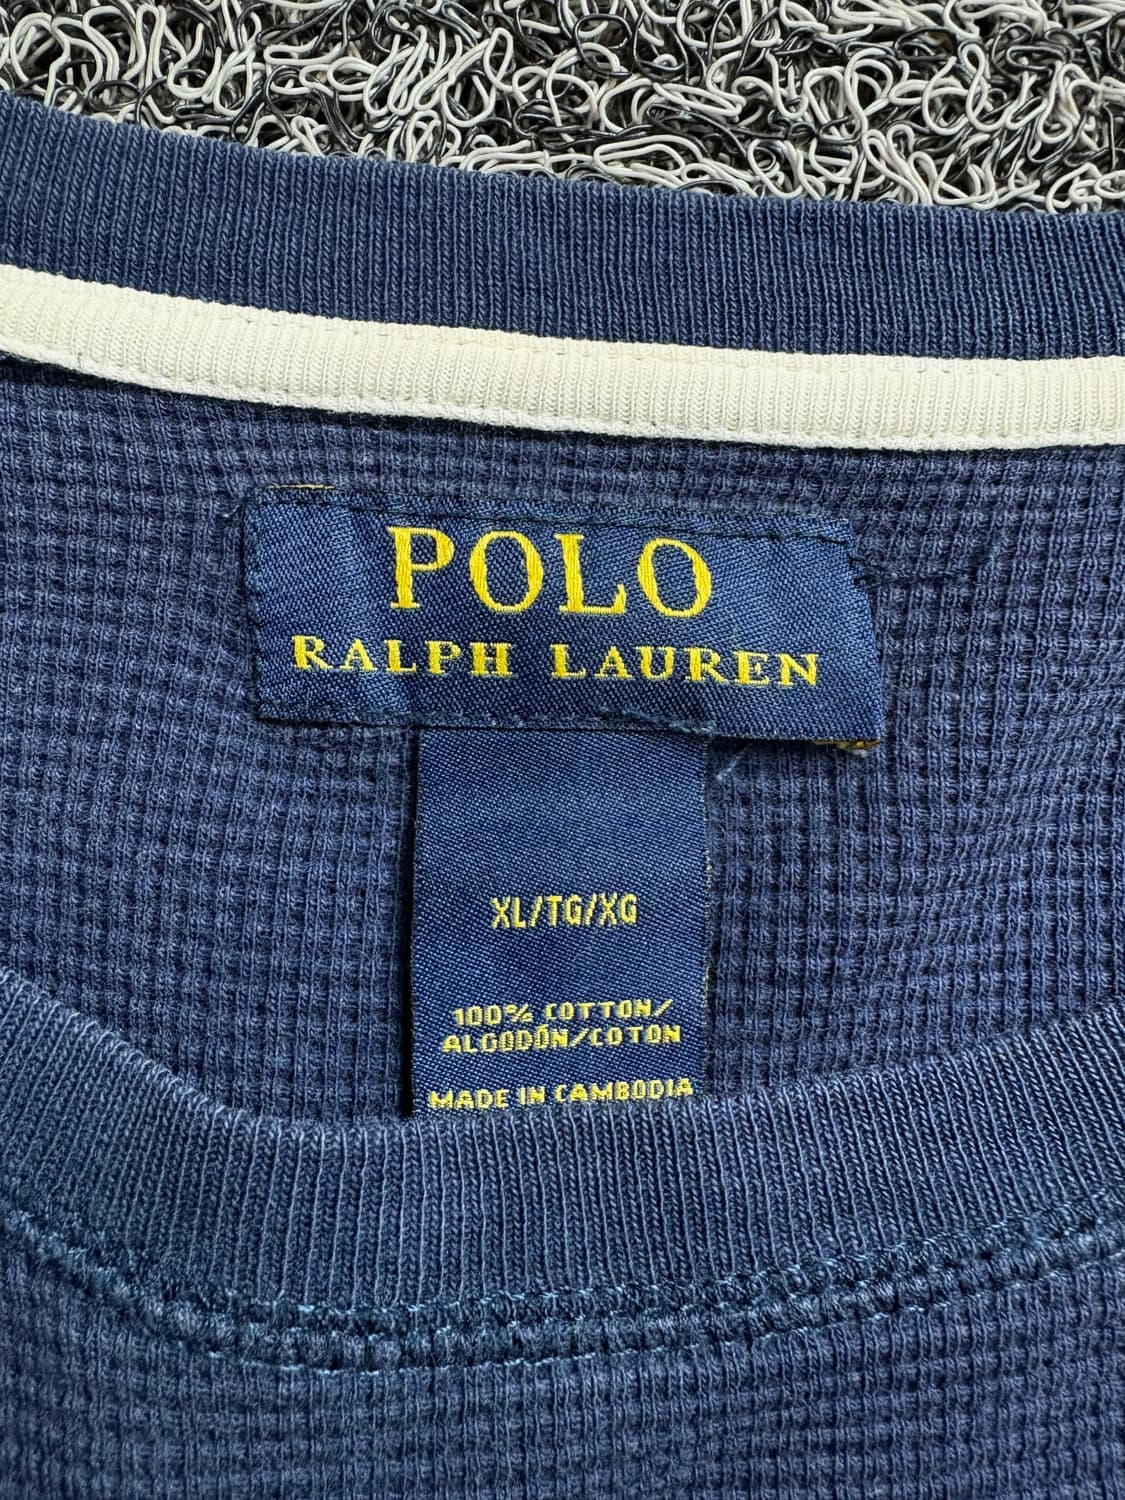 POLO
RALPH LAUREN
XL/TG/XG
100% COTTON/
ALGODÓN/COTON
MADE IN CAMBODIA